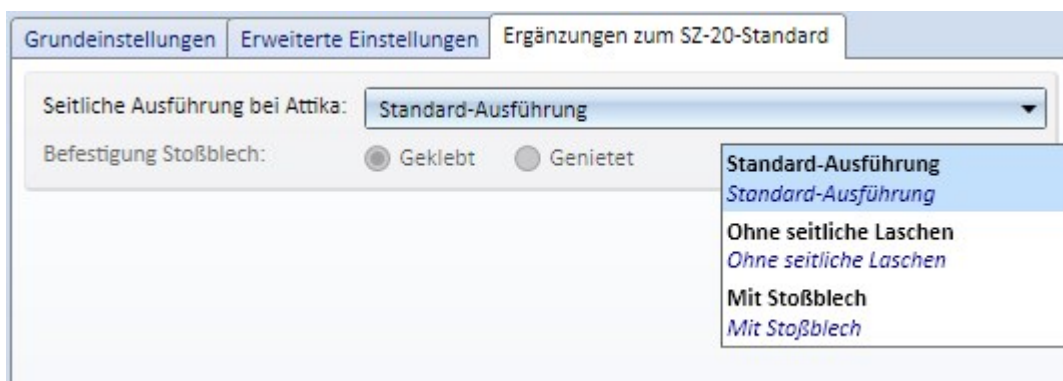 Grundeinstellungen Erweiterte Einstellungen Ergänzungen zum SZ-20-Standard
Seitliche Ausführung bei Attika: Standard-Ausführung
Befestigung Stoßblech: Geklebt Genietet
Standard-Ausführung
Standard-Ausführung
Ohne seitliche Laschen
Ohne seitliche Laschen
Mit Stoßblech
Mit Stoßblech